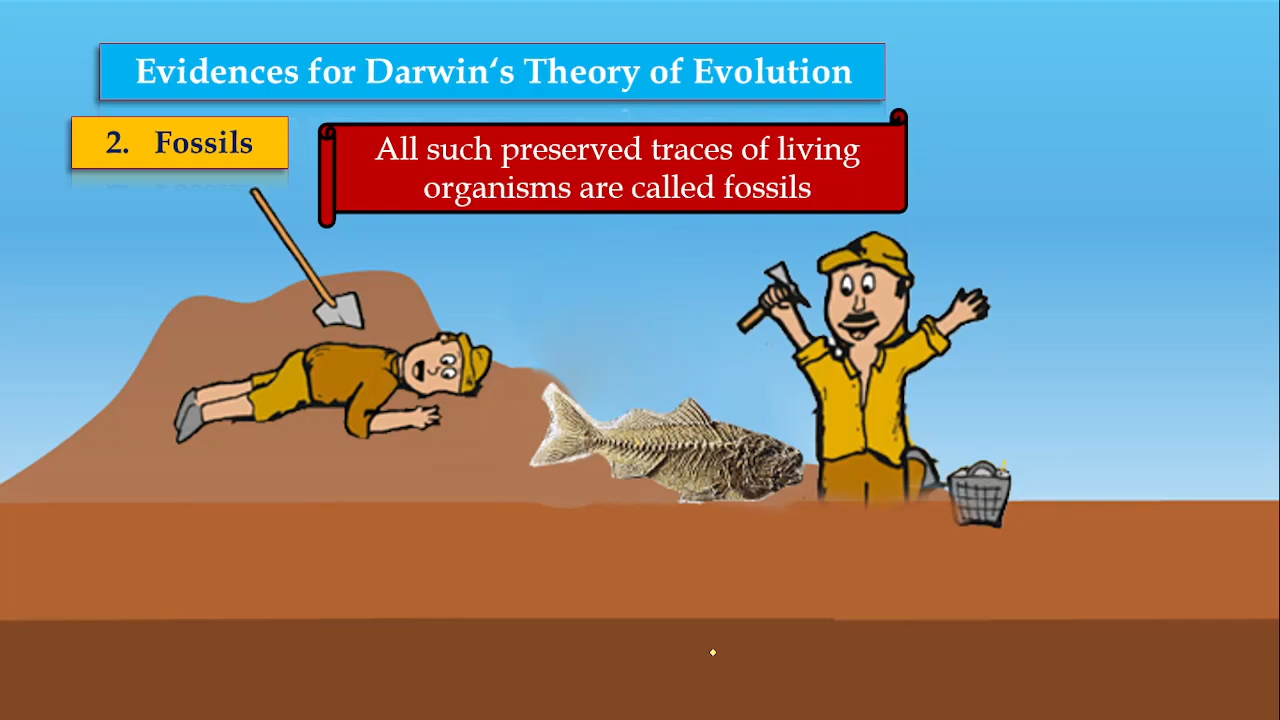 Evidences for Darwin‘s Theory of Evolution
2. Fossils
All such preserved traces of living
organisms are called fossils